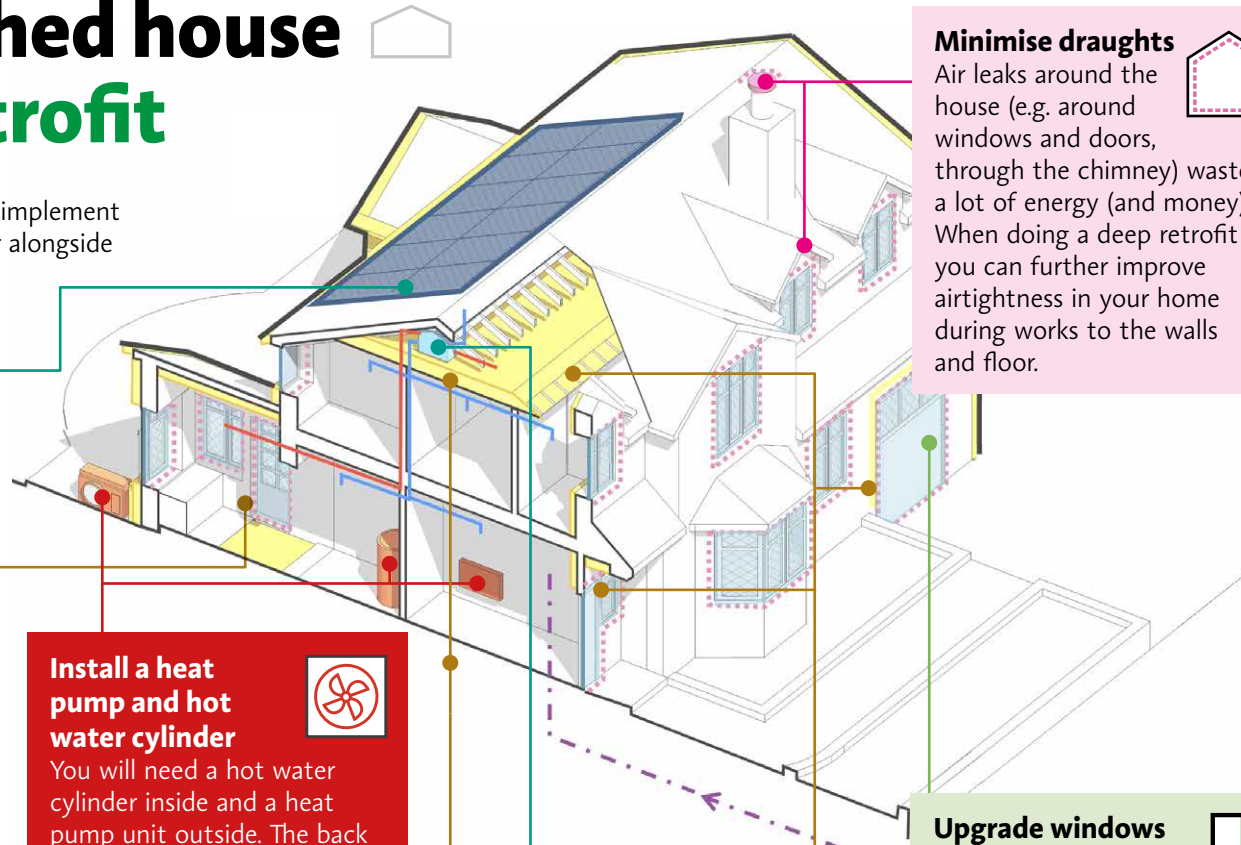 hed house
trofit
implement
alongside
Minimise draughts
Air leaks around the
house (e.g. around
windows and doors,
through the chimney) waste
a lot of energy (and money)
When doing a deep retrofit
you can further improve
airtightness in your home
during works to the walls
and floor.
Install a heat
pump and hot
water cylinder
You will need a hot water
cylinder inside and a heat
pump unit outside. The back
Upgrade windows